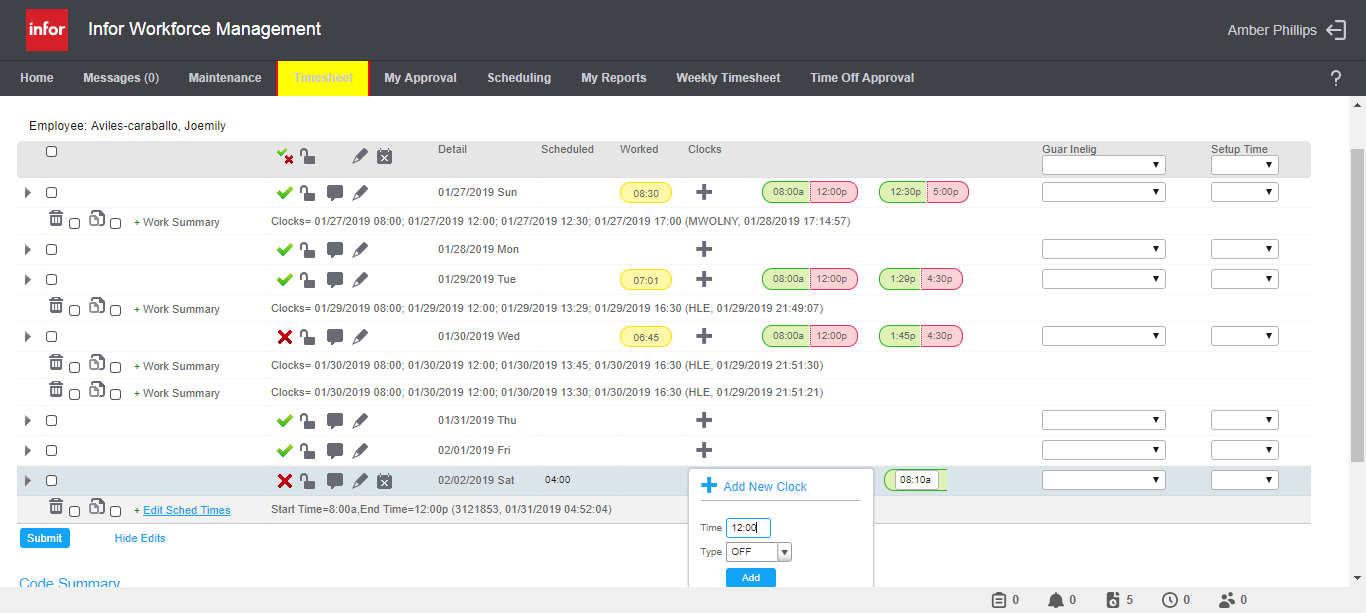 infor
Infor Workforce Management
Amber Phillips
Home Messages (0) Maintenance Timesheet My Approval Scheduling My Reports Weekly Timesheet Time Off Approval ?
Employee: Aviles-caraballo, Joemily
Detail Scheduled Worked Clocks Guar Inelig Setup Time
01/27/2019 Sun 08:30 08:00a 12:00p 12:30p 5:00p
+ Work Summary Clocks= 01/27/2019 08:00; 01/27/2019 12:00; 01/27/2019 12:30; 01/27/2019 17:00 (MWOLNY, 01/28/2019 17:14:57)
01/28/2019 Mon
01/29/2019 Tue 07:01 08:00a 12:00p 1:29p 4:30p
+ Work Summary Clocks= 01/29/2019 08:00; 01/29/2019 12:00; 01/29/2019 13:29; 01/29/2019 16:30 (HLE, 01/29/2019 21:49:07)
01/30/2019 Wed 06:45 08:00a 12:00p 1:45p 4:30p
+ Work Summary Clocks= 01/30/2019 08:00; 01/30/2019 12:00; 01/30/2019 13:45; 01/30/2019 16:30 (HLE, 01/29/2019 21:51:30)
+ Work Summary Clocks= 01/30/2019 08:00; 01/30/2019 12:00; 01/30/2019 13:30; 01/30/2019 16:30 (HLE, 01/29/2019 21:51:21)
01/31/2019 Thu
02/01/2019 Fri
02/02/2019 Sat 04:00 08:10a
Add New Clock
+ Edit Sched Times Start Time=8:00a,End Time=12:00p (3121853, 01/31/2019 04:52:04)
Time 12:00
Submit Hide Edits
Type OFF
Add
Code Summary
0 0 5 0 0